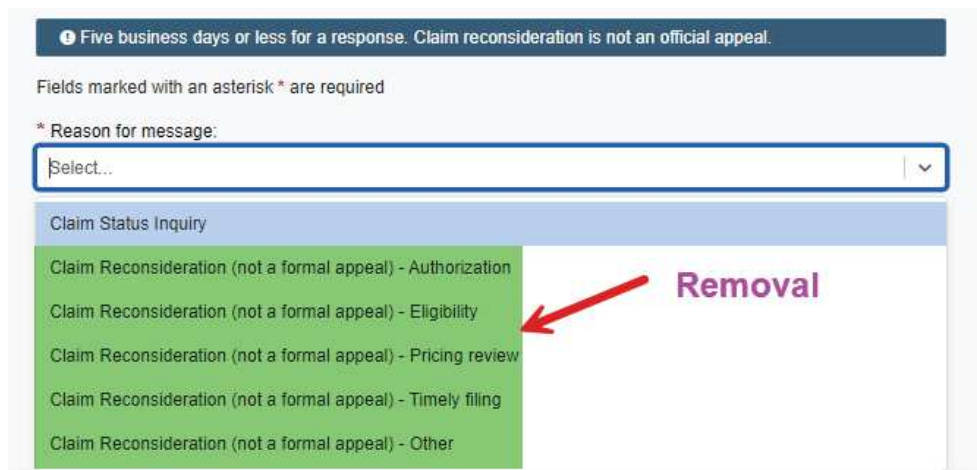 Five business days or less for a response. Claim reconsideration is not an official appeal.
Fields marked with an asterisk * are required
* Reason for message:
Select...
Claim Status Inquiry
Claim Reconsideration (not a formal appeal) - Authorization
Claim Reconsideration (not a formal appeal) - Eligibility
Removal
Claim Reconsideration (not a formal appeal) - Pricing review
Claim Reconsideration (not a formal appeal) - Timely filing
Claim Reconsideration (not a formal appeal) - Other